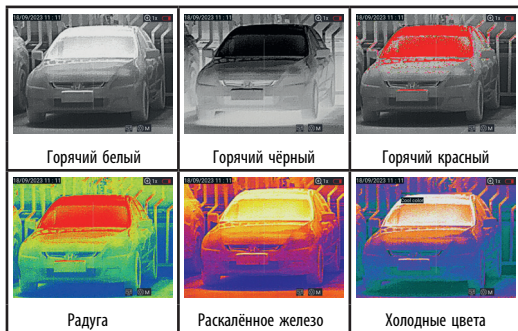 18/09/2023 11 : 11 1x
18/09/2023 11 : 11 1x
18/09/2023 11 : 11 1x
M
M
M
Горячий белый
Горячий чёрный
Горячий красный
18/09/2023 11 : 11 1x
18/09/2023 11 : 11 1x
18/09/2023 11 : 11 1x
Cool color
M
M
M
Радуга
Раскалённое железо
Холодные цвета